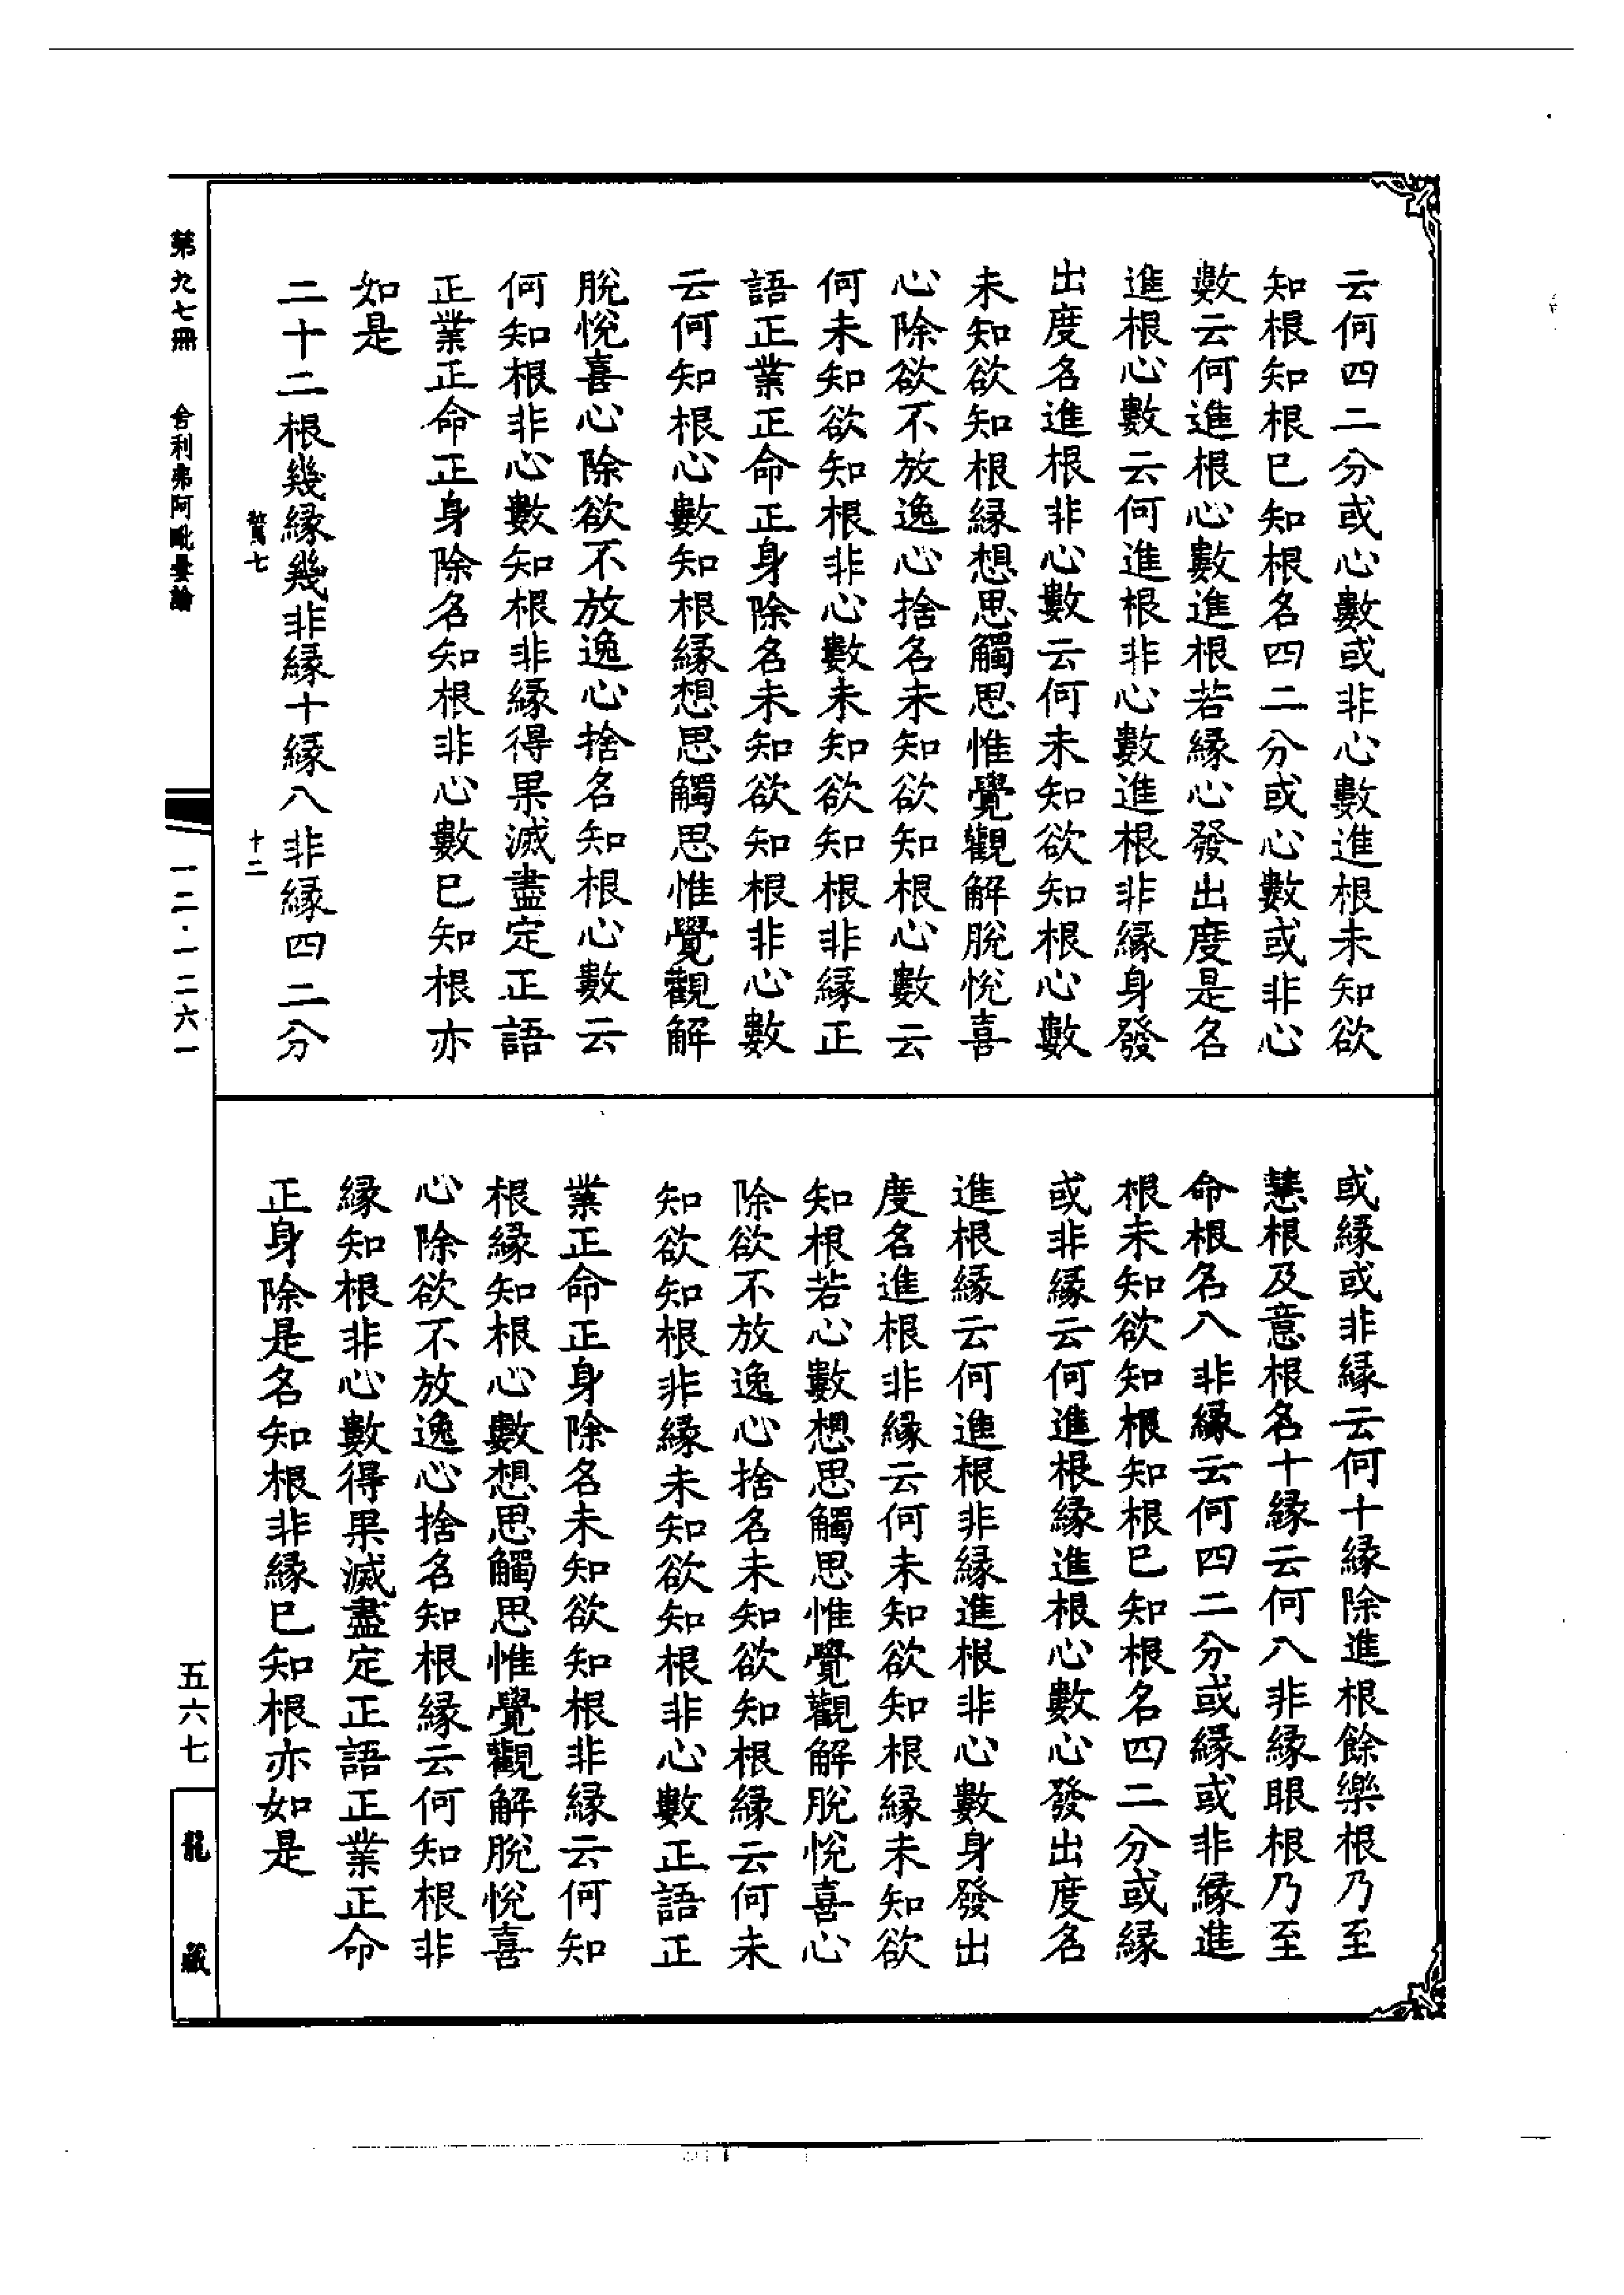 云何四二分或心數或非心數進根未知欲
知根知根已知根名四二分或心數或非心
數云何進根心數進根若緣心發出度是名
進根心數云何進根非心數進根非緣身發
出度名進根非心數云何未知欲知根心數
未知欲知根緣想思觸思惟覺觀解脫悅喜
心除欲不放逸心捨名未知欲知根心數云
何未知欲知根非心數未知欲知根非緣正
語正業正命正身除名未知欲知根非心數
云何知根心數知根緣想思觸思惟覺觀解
脫悅喜心除欲不放逸心捨名知根心數云
何知根非心數知根非緣得果滅盡定正語
正業正命正身除名知根非心數已知根亦
如是
二十二根幾緣幾非緣十緣八非緣四二分
鶩七 十二
或緣或非緣云何十緣除進根餘樂根乃至
慧根及意根名十緣云何八非緣眼根乃至
命根名八非緣云何四二分或緣或非緣進
根未知欲知根知根已知根名四二分或緣
或非緣云何進根緣進根心數心發出度名
進根緣云何進根非緣進根非心數身發出
度名進根非緣云何未知欲知根緣未知欲
知根若心數想思觸思惟覺觀解脫悅喜心
除欲不放逸心捨名未知欲知根緣云何未
知欲知根非緣未知欲知根非心數正語正
業正命正身除名未知欲知根非緣云何知
根緣知根心數想思觸思惟覺觀解脫悅喜
心除欲不放逸心捨名知根緣云何知根非
緣知根非心數得果滅盡定正語正業正命
正身除是名知根非緣已知根亦如是
第九七冊 舍利弗阿毗曇論 一二·一二六一 五六七 龍藏